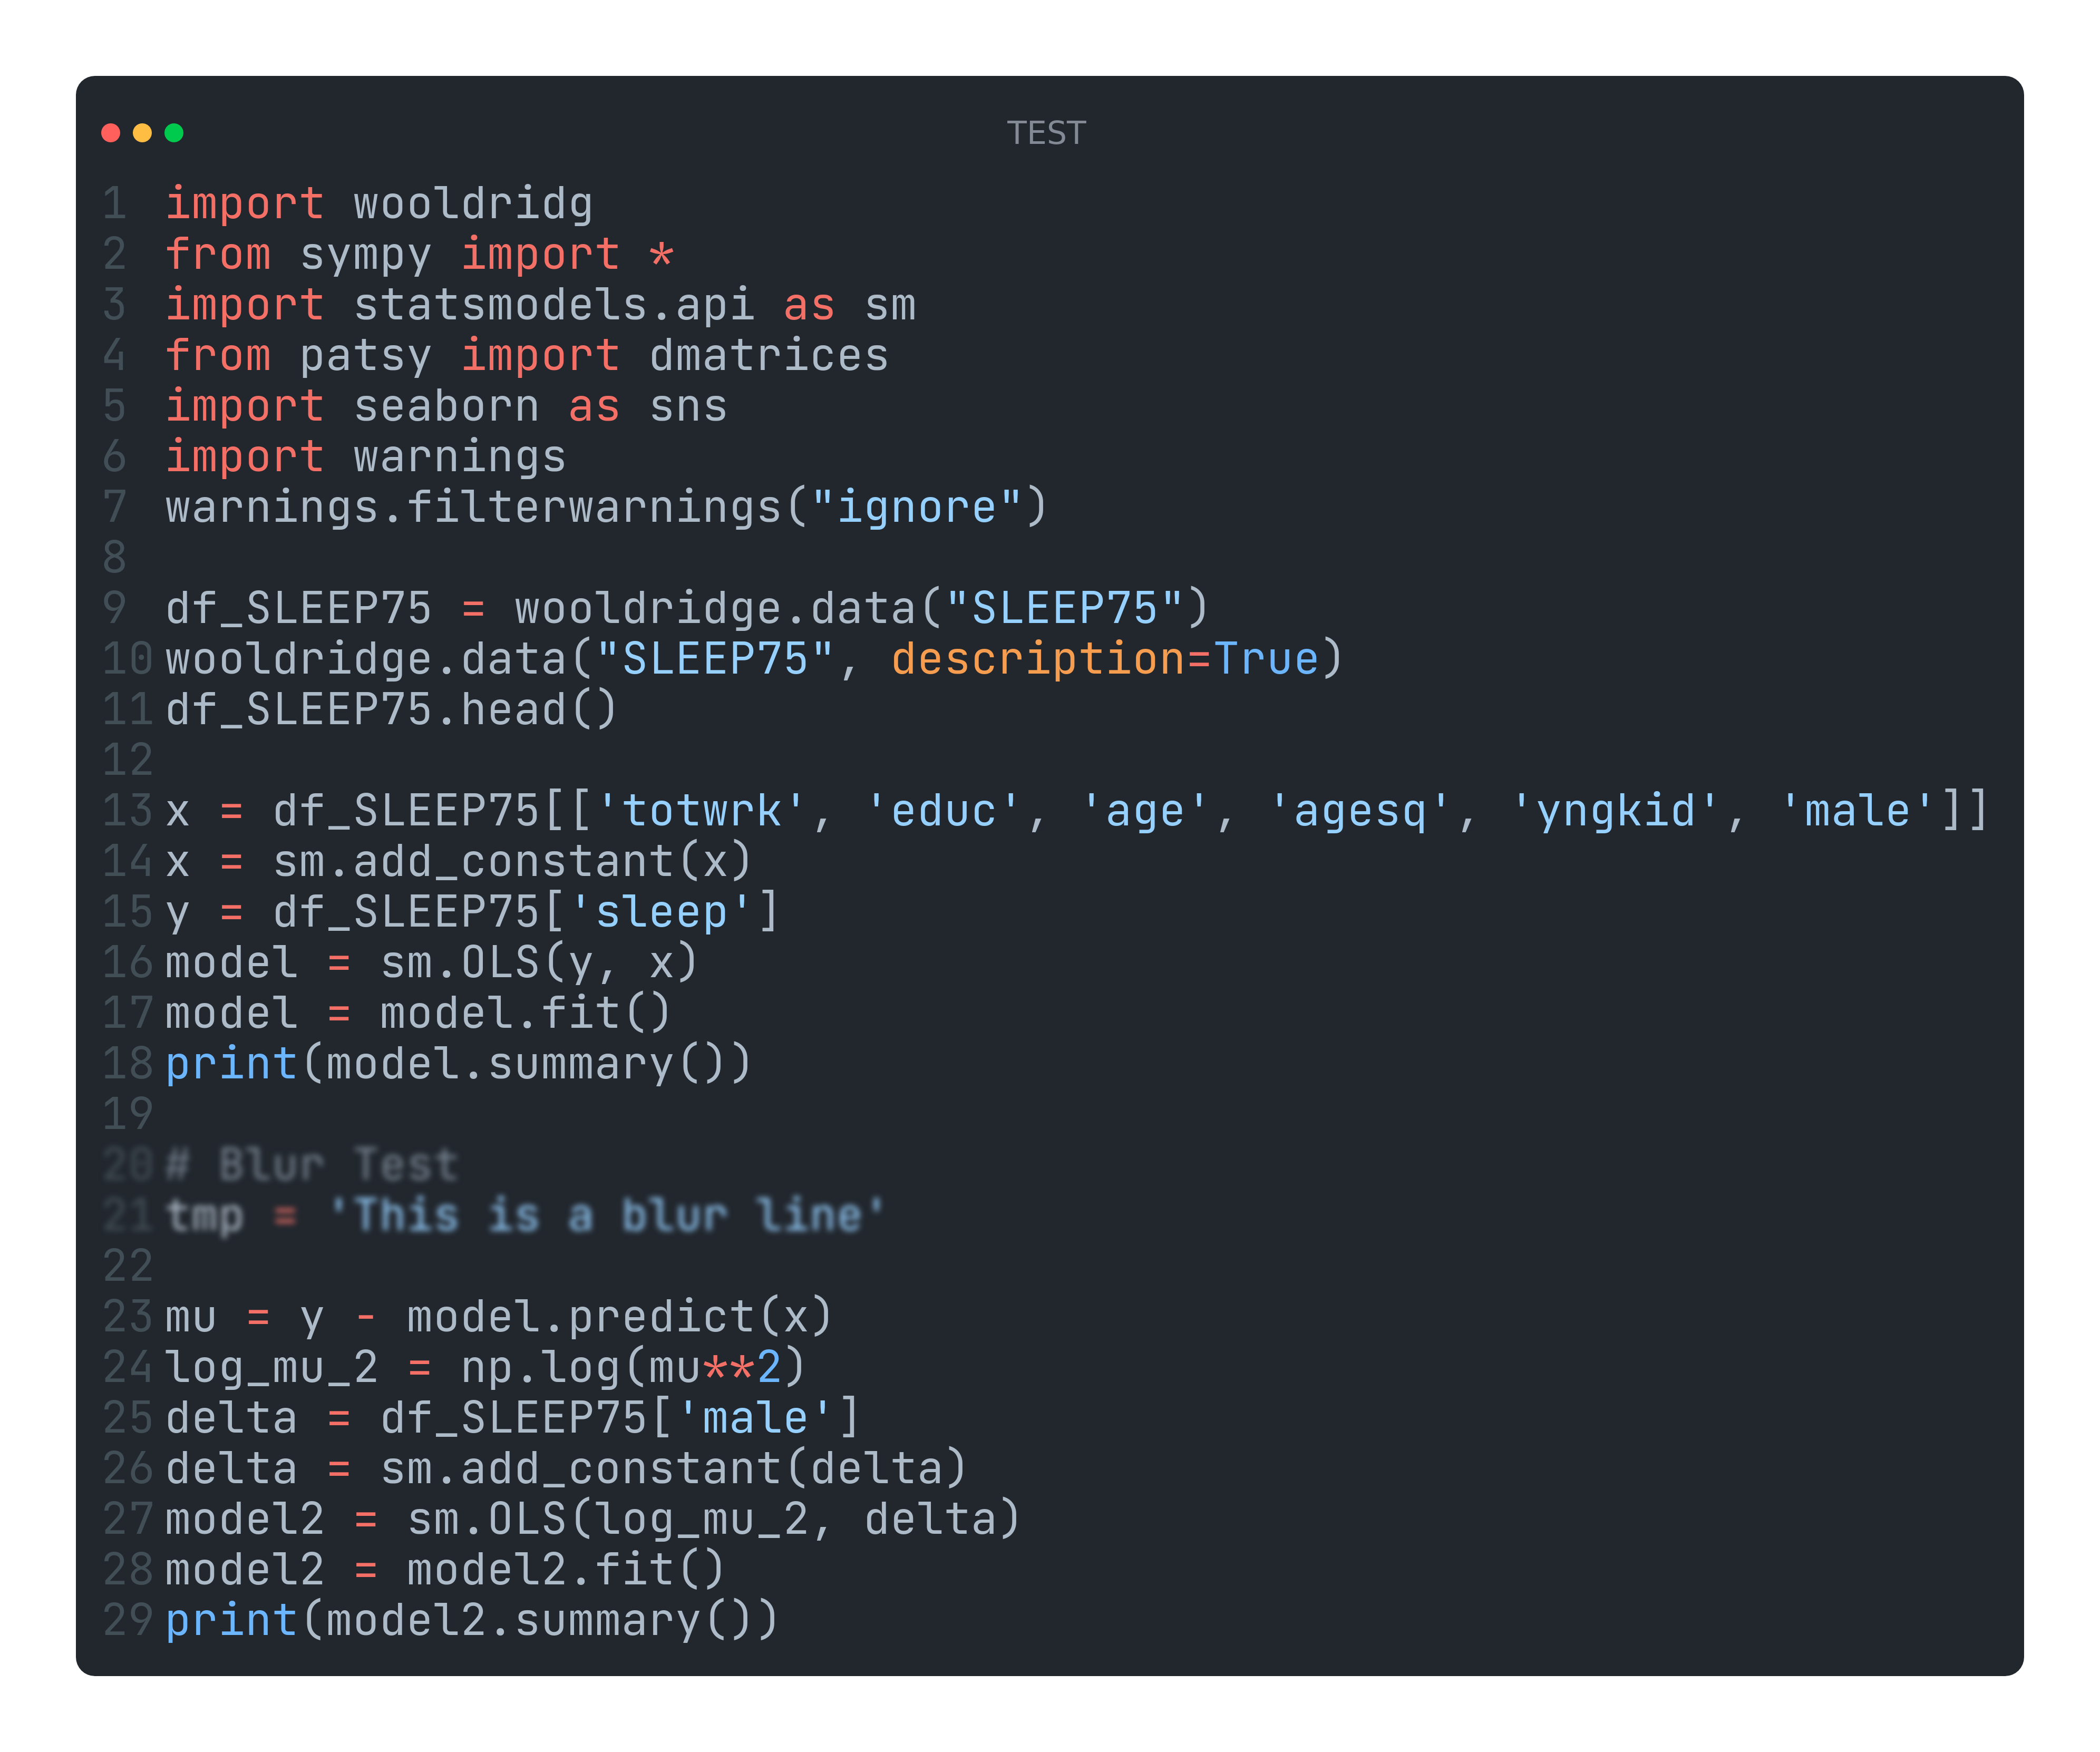 TEST
1 import wooldridg
2 from sympy import *
3 import statsmodels.api as sm
4 from patsy import dmatrices
5 import seaborn as sns
6 import warnings
7 warnings.filterwarnings("ignore")
8
9 df_SLEEP75 = wooldridge.data("SLEEP75")
10 wooldridge.data("SLEEP75", description=True)
11 df_SLEEP75.head()
12
13 x = df_SLEEP75[['totwrk', 'educ', 'age', 'agesq', 'yngkid', 'male']]
14 x = sm.add_constant(x)
15 y = df_SLEEP75['sleep']
16 model = sm.OLS(y, x)
17 model = model.fit()
18 print(model.summary())
19
20 # Blur Test
21 tmp = 'This is a blur line'
22
23 mu = y - model.predict(x)
24 log_mu_2 = np.log(mu**2)
25 delta = df_SLEEP75['male']
26 delta = sm.add_constant(delta)
27 model2 = sm.OLS(log_mu_2, delta)
28 model2 = model2.fit()
29 print(model2.summary())